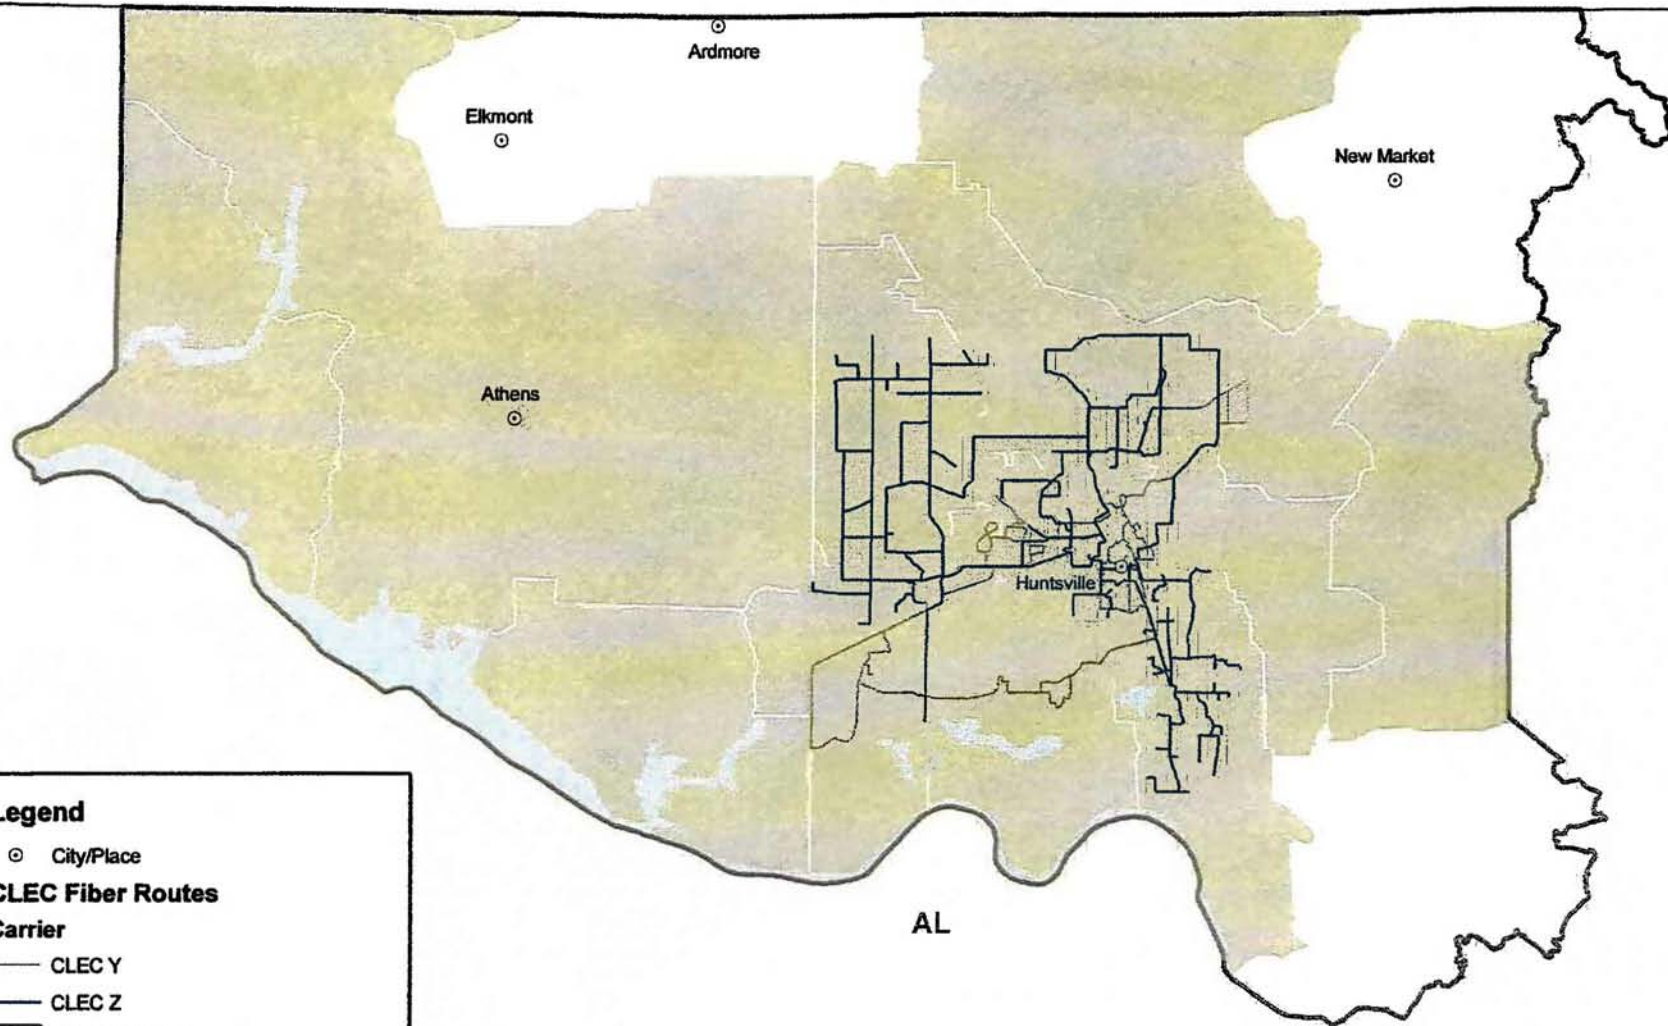 Ardmore
Elkmont
New Market
Athens
Huntsville
AL
Legend
City/Place
CLEC Fiber Routes
Carrier
CLEC Y
CLEC Z